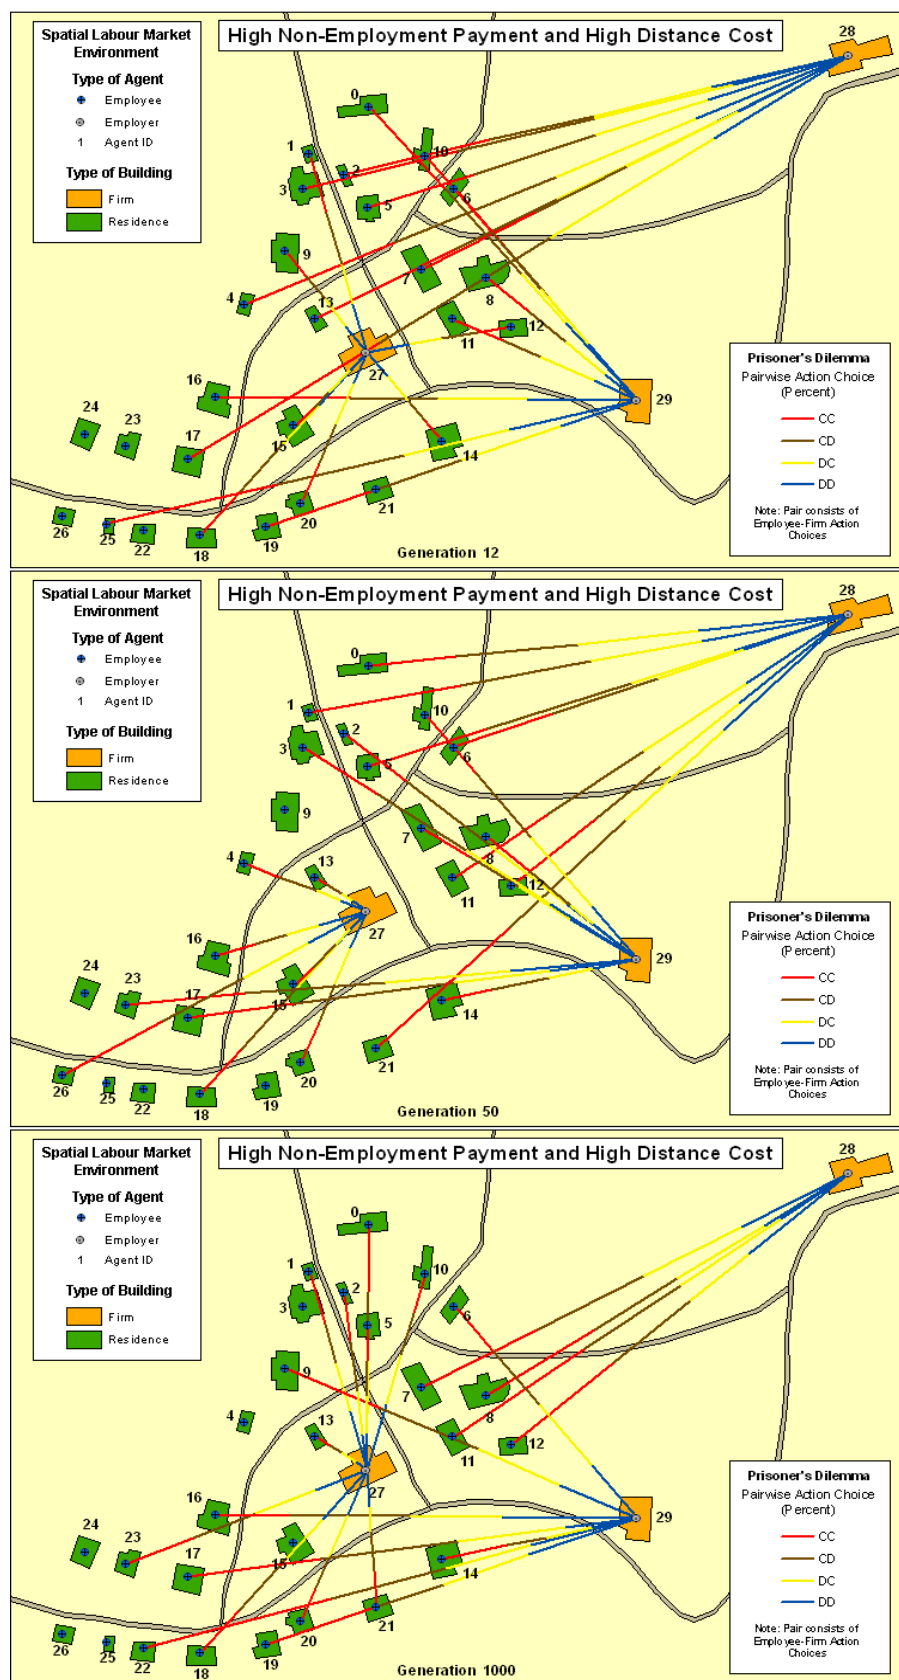 Spatial Labour Market
Environment
Type of Agent
Employee
Employer
1 Agent ID
Type of Building
Firm
Residence
High Non-Employment Payment and High Distance Cost
28
0
1
2
10
3
5
6
9
7
8
4
13
11
12
27
16
29
24
23
17
15
14
26
25
22
18
19
20
21
Prisoner's Dilemma
Pairwise Action Choice
(Percent)
CC
CD
DC
DD
Note: Pair consists of
Employee-Firm Action
Choices
Generation 12
Spatial Labour Market
Environment
Type of Agent
Employee
Employer
1 Agent ID
Type of Building
Firm
Residence
High Non-Employment Payment and High Distance Cost
28
0
1
2
10
3
5
6
9
7
8
4
13
11
12
27
16
29
24
23
17
15
14
26
25
22
18
19
20
21
Prisoner's Dilemma
Pairwise Action Choice
(Percent)
CC
CD
DC
DD
Note: Pair consists of
Employee-Firm Action
Choices
Generation 50
Spatial Labour Market
Environment
Type of Agent
Employee
Employer
1 Agent ID
Type of Building
Firm
Residence
High Non-Employment Payment and High Distance Cost
28
0
1
2
10
3
5
6
9
7
8
4
13
11
12
27
16
29
24
23
17
15
14
26
25
22
18
19
20
21
Prisoner's Dilemma
Pairwise Action Choice
(Percent)
CC
CD
DC
DD
Note: Pair consists of
Employee-Firm Action
Choices
Generation 1000